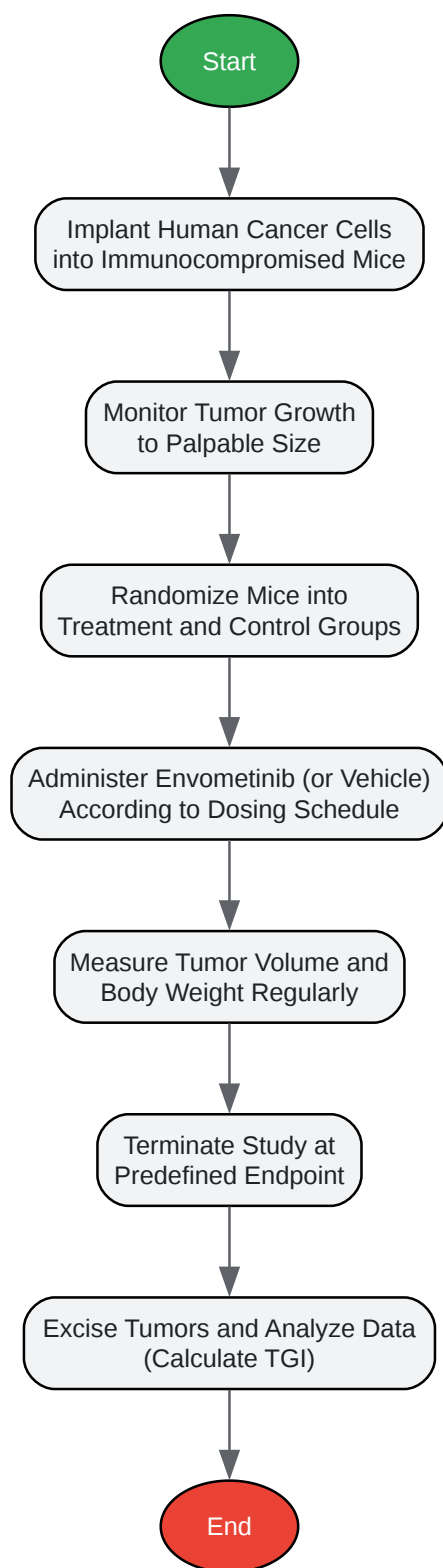 Start
Implant Human Cancer Cells
into Immunocompromised Mice
Monitor Tumor Growth
to Palpable Size
Randomize Mice into
Treatment and Control Groups
Administer Envometinib (or Vehicle)
According to Dosing Schedule
Measure Tumor Volume and
Body Weight Regularly
Terminate Study at
Predefined Endpoint
Excise Tumors and Analyze Data
(Calculate TGI)
End